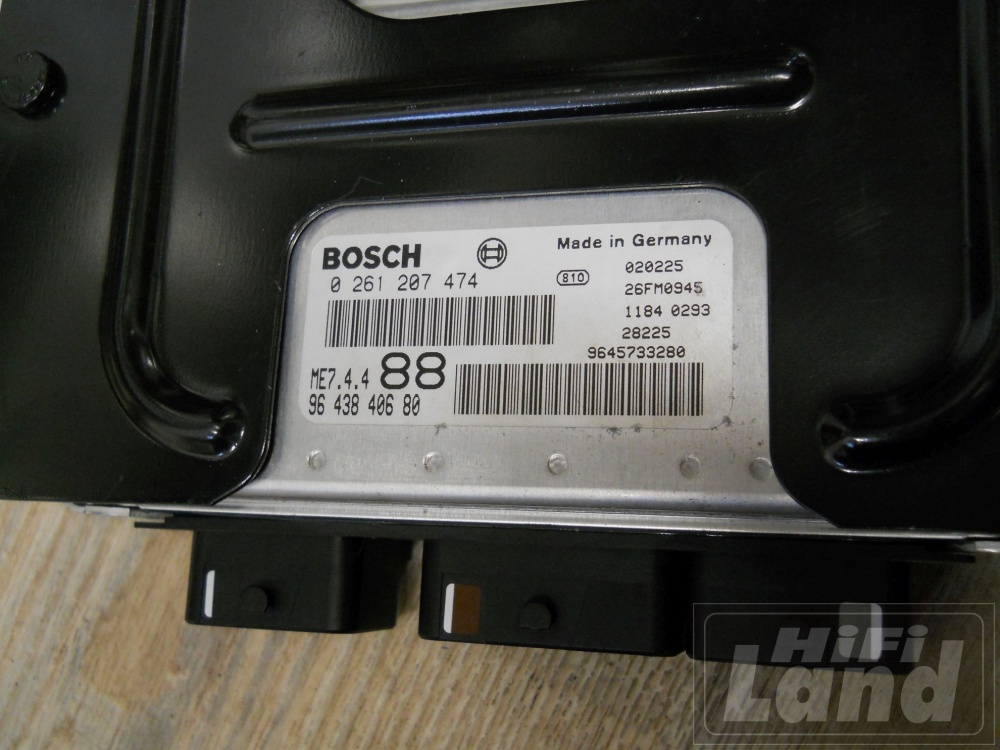 BOSCH
Made in Germany
0 261 207 474
810
020225
26FM0945
1184 0293
28225
9645733280
ME7.4.4 88
96 438 406 80
HiFi
Land